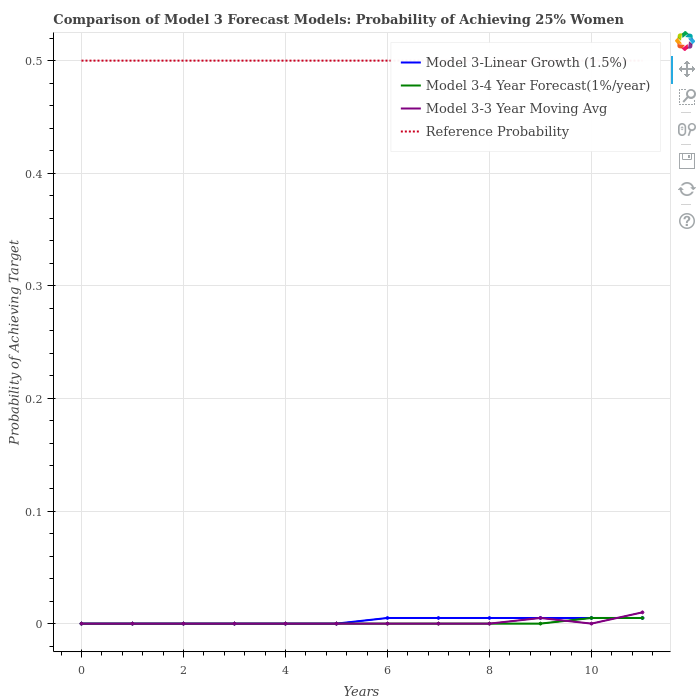 Comparison of Model 3 Forecast Models: Probability of Achieving 25% Women
Model 3-Linear Growth (1.5%)
Model 3-4 Year Forecast(1%/year)
Model 3-3 Year Moving Avg
Reference Probability
Probability of Achieving Target
0.5
0.4
0.3
0.2
0.1
0
0 2 4 6 8 10
Years